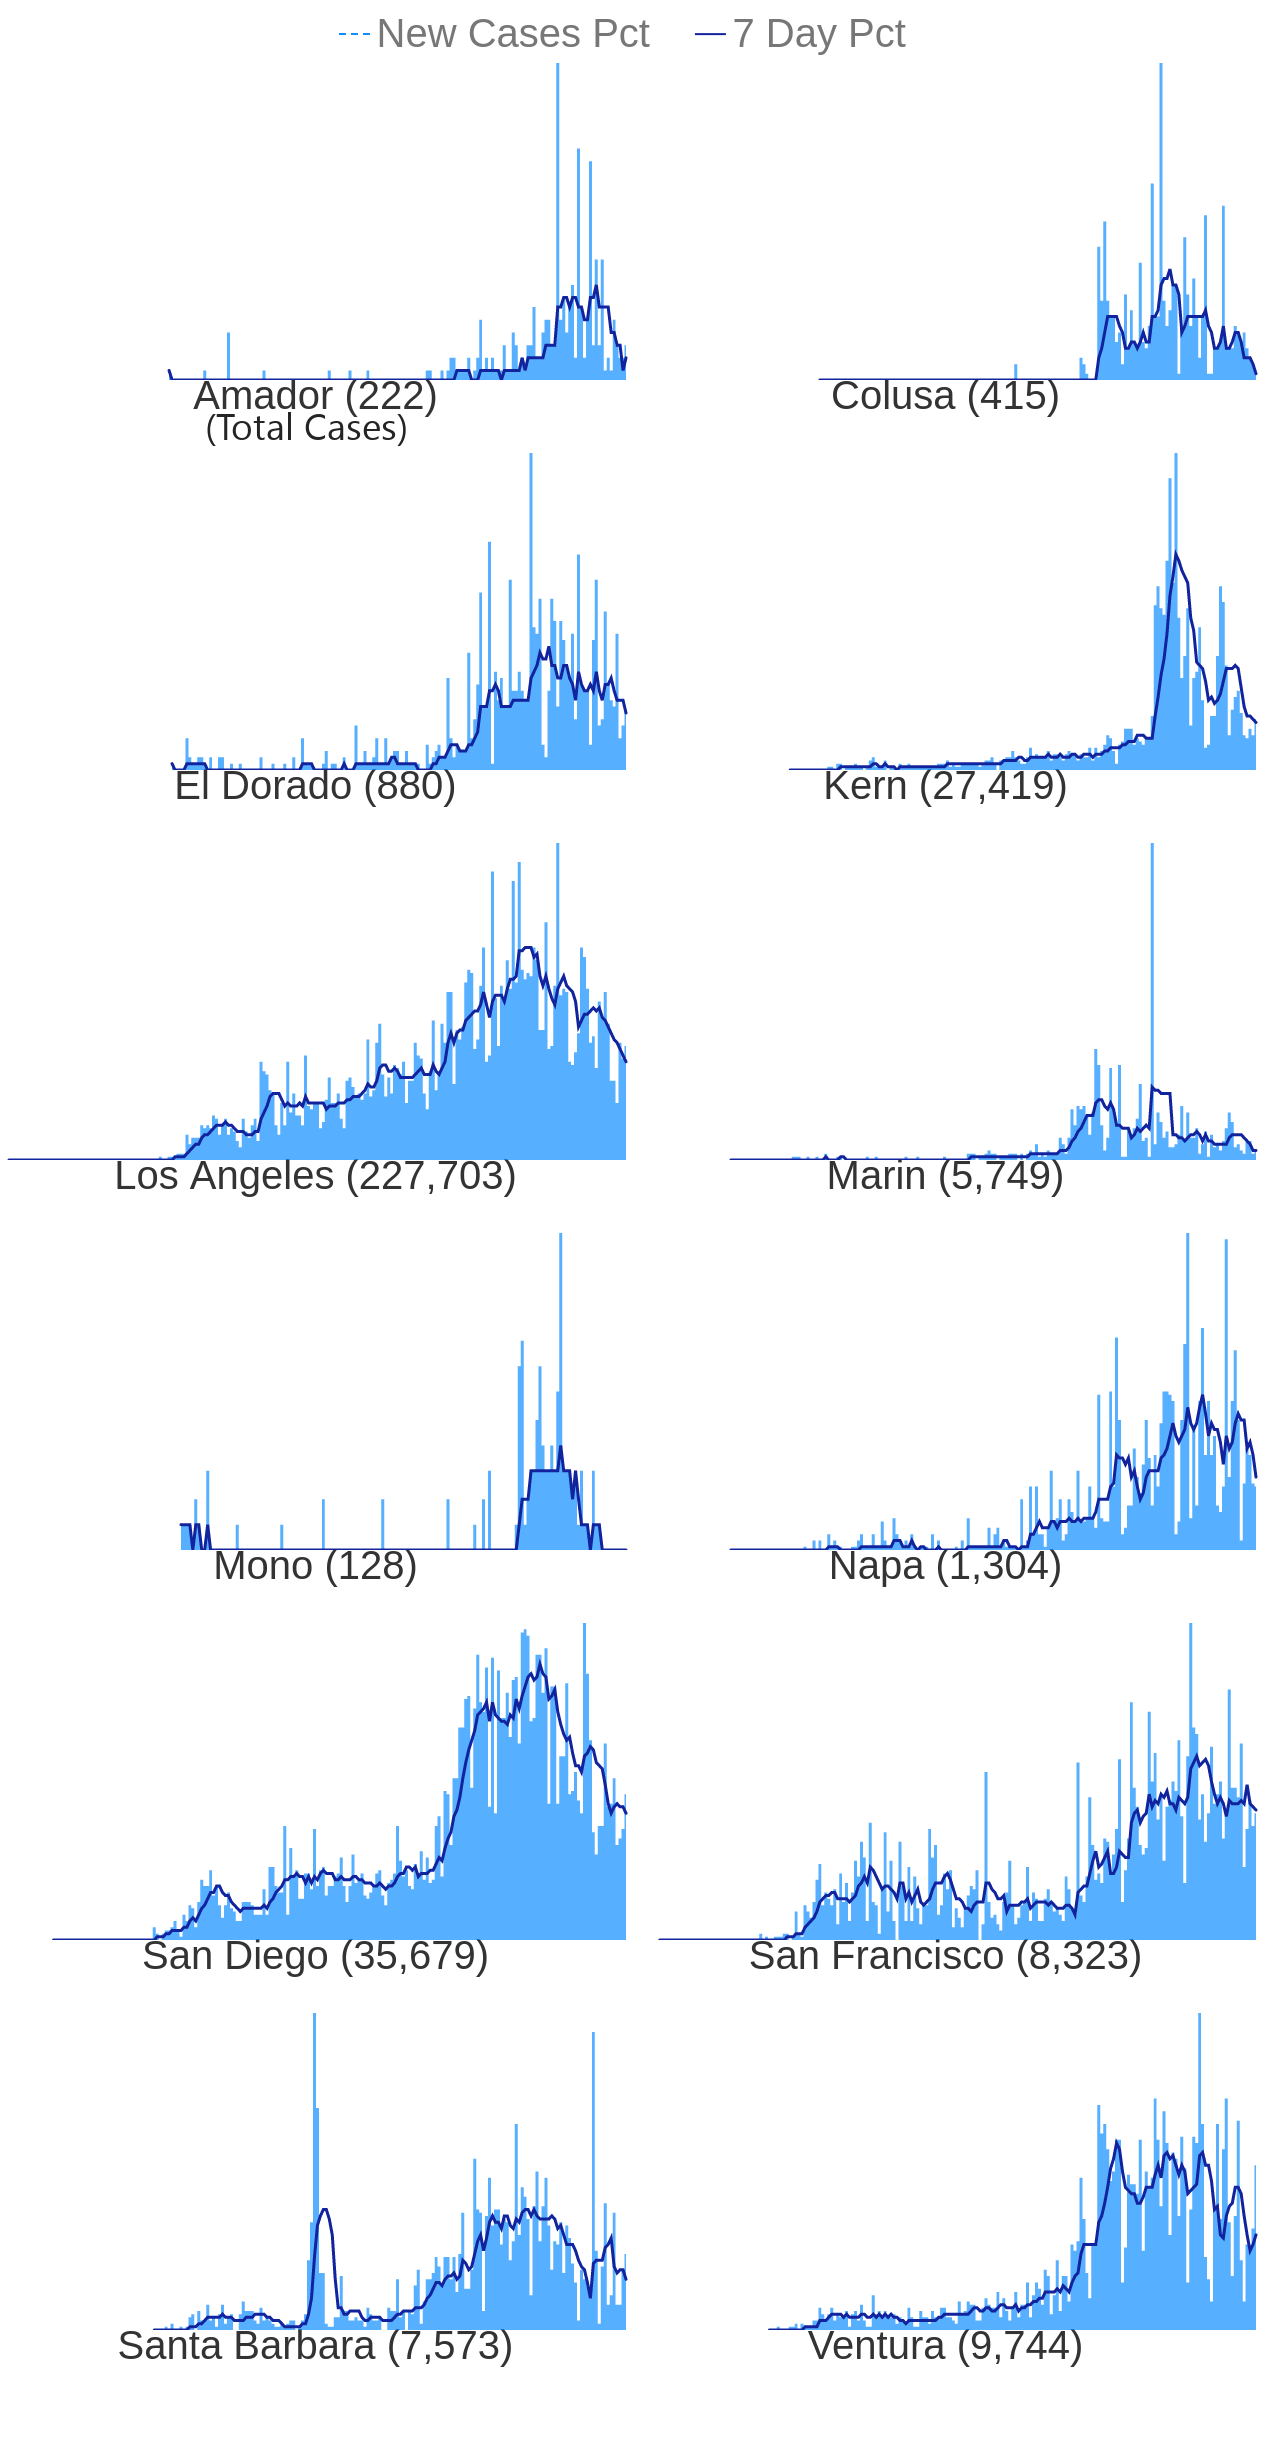 New Cases Pct 7 Day Pct
Amador (222) Colusa (415)
(Total Cases)
El Dorado (880) Kern (27,419)
Los Angeles (227,703) Marin (5,749)
Mono (128) Napa (1,304)
San Diego (35,679) San Francisco (8,323)
Santa Barbara (7,573) Ventura (9,744)